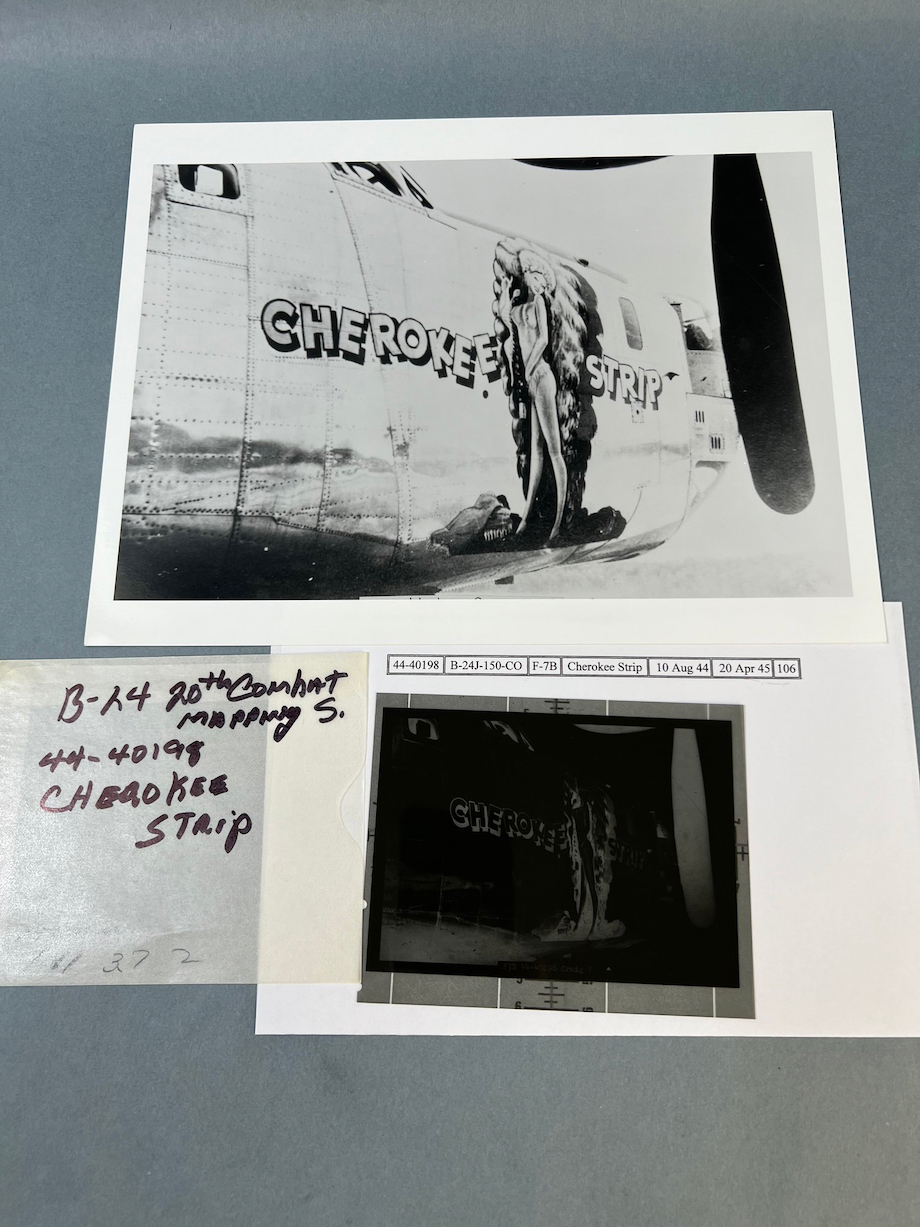 CHEROKEE STRIP
44-40198 B-24J-150-CO F-7B Cherokee Strip 10 Aug 44 20 Apr 45 106
B-24 20th Combat
MAPPING S.
44-40198
CHEROKEE
STRIP
372
CHEROKEE STRIP